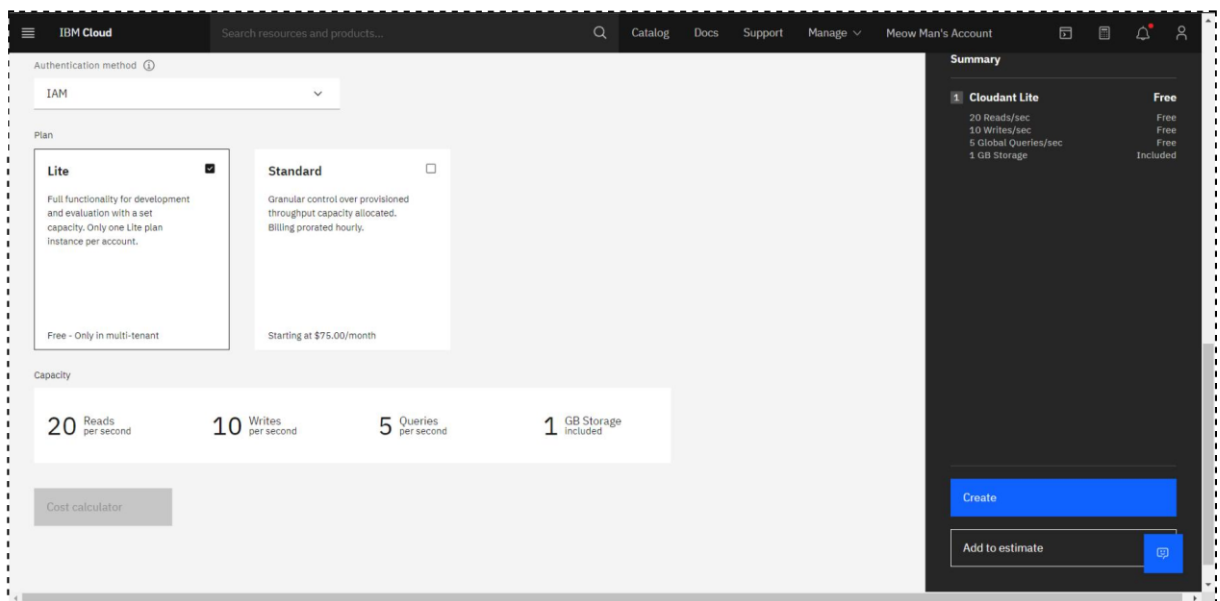 IBM Cloud
Search resources and products...
Catalog
Docs
Support
Manage
Meow Man's Account
Authentication method
IAM
Plan
Lite
Full functionality for development
and evaluation with a set
capacity. Only one Lite plan
instance per account.
Free - Only in multi-tenant
Standard
Granular control over provisioned
throughput capacity allocated.
Billing prorated hourly.
Starting at $75.00/month
Capacity
20 Reads
per second
10 Writes
per second
5 Queries
per second
1 GB Storage
included
Cost calculator
Summary
1 Cloudant Lite Free
20 Reads/sec Free
10 Writes/sec Free
5 Global Queries/sec Free
1 GB Storage Included
Create
Add to estimate